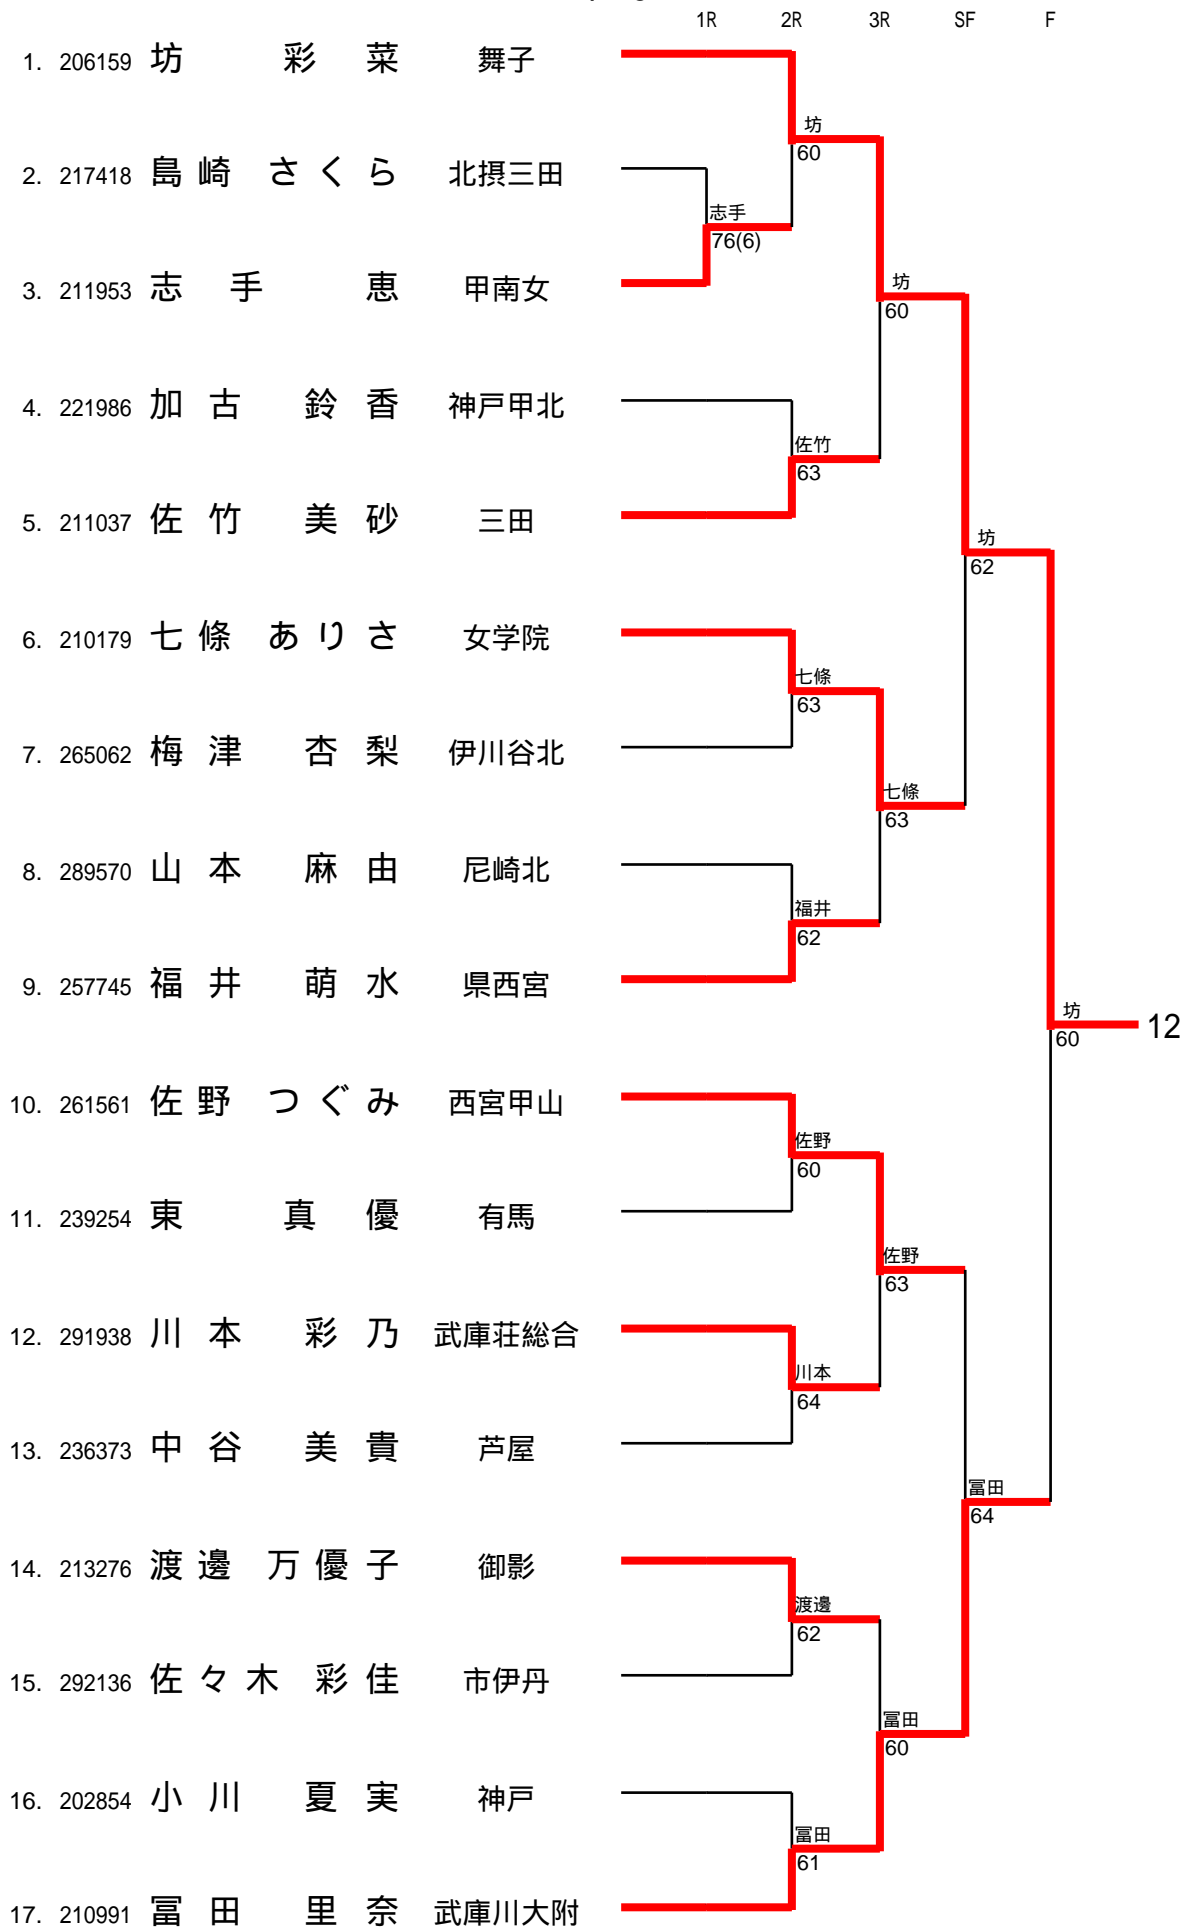 1R 2R 3R SF F
1. 206159 坊 彩 菜 舞子
坊
60
2. 217418 島 崎 さ く ら 北摂三田
志手
76(6)
3. 211953 志 手 恵 甲南女
坊
60
4. 221986 加 古 鈴 香 神戸甲北
佐竹
63
5. 211037 佐 竹 美 砂 三田
坊
62
6. 210179 七 條 あ り さ 女学院
七條
63
7. 265062 梅 津 杏 梨 伊川谷北
七條
63
8. 289570 山 本 麻 由 尼崎北
福井
62
9. 257745 福 井 萌 水 県西宮
坊
60
12
10. 261561 佐 野 つ ぐ み 西宮甲山
佐野
60
11. 239254 東 真 優 有馬
佐野
63
12. 291938 川 本 彩 乃 武庫荘総合
川本
64
13. 236373 中 谷 美 貴 芦屋
冨田
64
14. 213276 渡 邊 万 優 子 御影
渡邊
62
15. 292136 佐 々 木 彩 佳 市伊丹
冨田
60
16. 202854 小 川 夏 実 神戸
冨田
61
17. 210991 冨 田 里 奈 武庫川大附